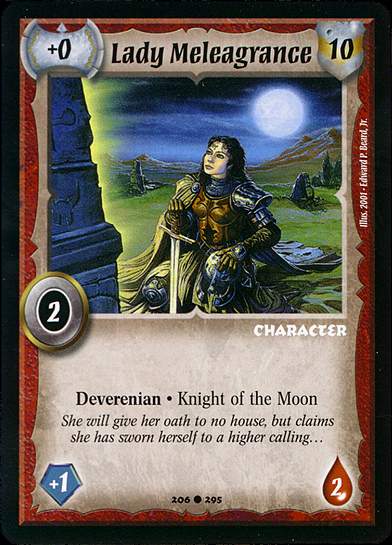 +0
Lady Meleagrance
10
Illus. 2001 • Edward P. Beard, Jr.
2
CHARACTER
Deverenian • Knight of the Moon
She will give her oath to no house, but claims
she has sworn herself to a higher calling…
+1
206 ● 295
2